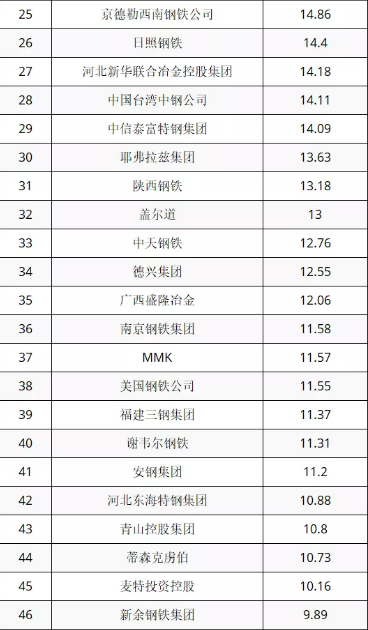 25 京德勒西南钢铁公司 14.86
26 日照钢铁 14.4
27 河北新华联合冶金控股集团 14.18
28 中国台湾中钢公司 14.11
29 中信泰富特钢集团 14.09
30 耶弗拉兹集团 13.63
31 陕西钢铁 13.18
32 盖尔道 13
33 中天钢铁 12.76
34 德兴集团 12.55
35 广西盛隆冶金 12.06
36 南京钢铁集团 11.58
37 MMK 11.57
38 美国钢铁公司 11.55
39 福建三钢集团 11.37
40 谢韦尔钢铁 11.31
41 安钢集团 11.2
42 河北东海特钢集团 10.88
43 青山控股集团 10.8
44 蒂森克虏伯 10.73
45 麦特投资控股 10.16
46 新余钢铁集团 9.89